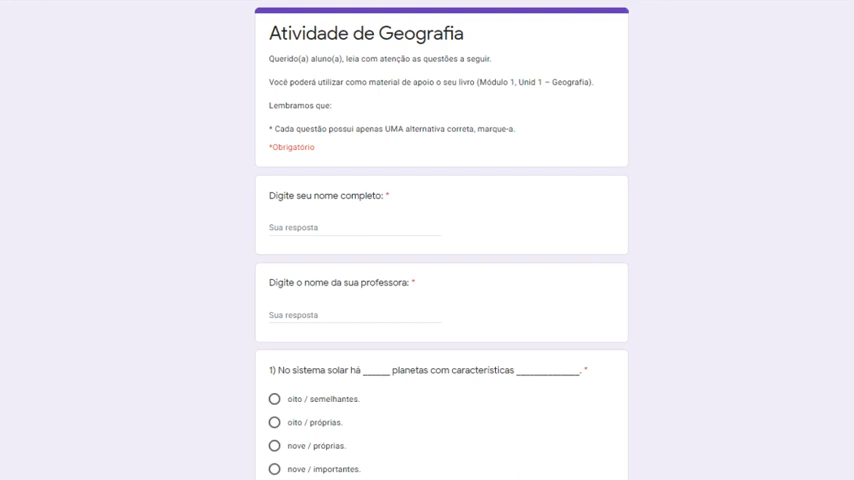 Atividade de Geografia
Querido(a) aluno(a), leia com atenção as questões a seguir.
Você poderá utilizar como material de apoio o seu livro (Módulo 1, Unid 1 – Geografia).
Lembramos que:
* Cada questão possui apenas UMA alternativa correta, marque-a.
*Obrigatório
Digite seu nome completo: *
Sua resposta
Digite o nome da sua professora: *
Sua resposta
1) No sistema solar há ______ planetas com características ______________. *
oito / semelhantes.
oito / próprias.
nove / próprias.
nove / importantes.